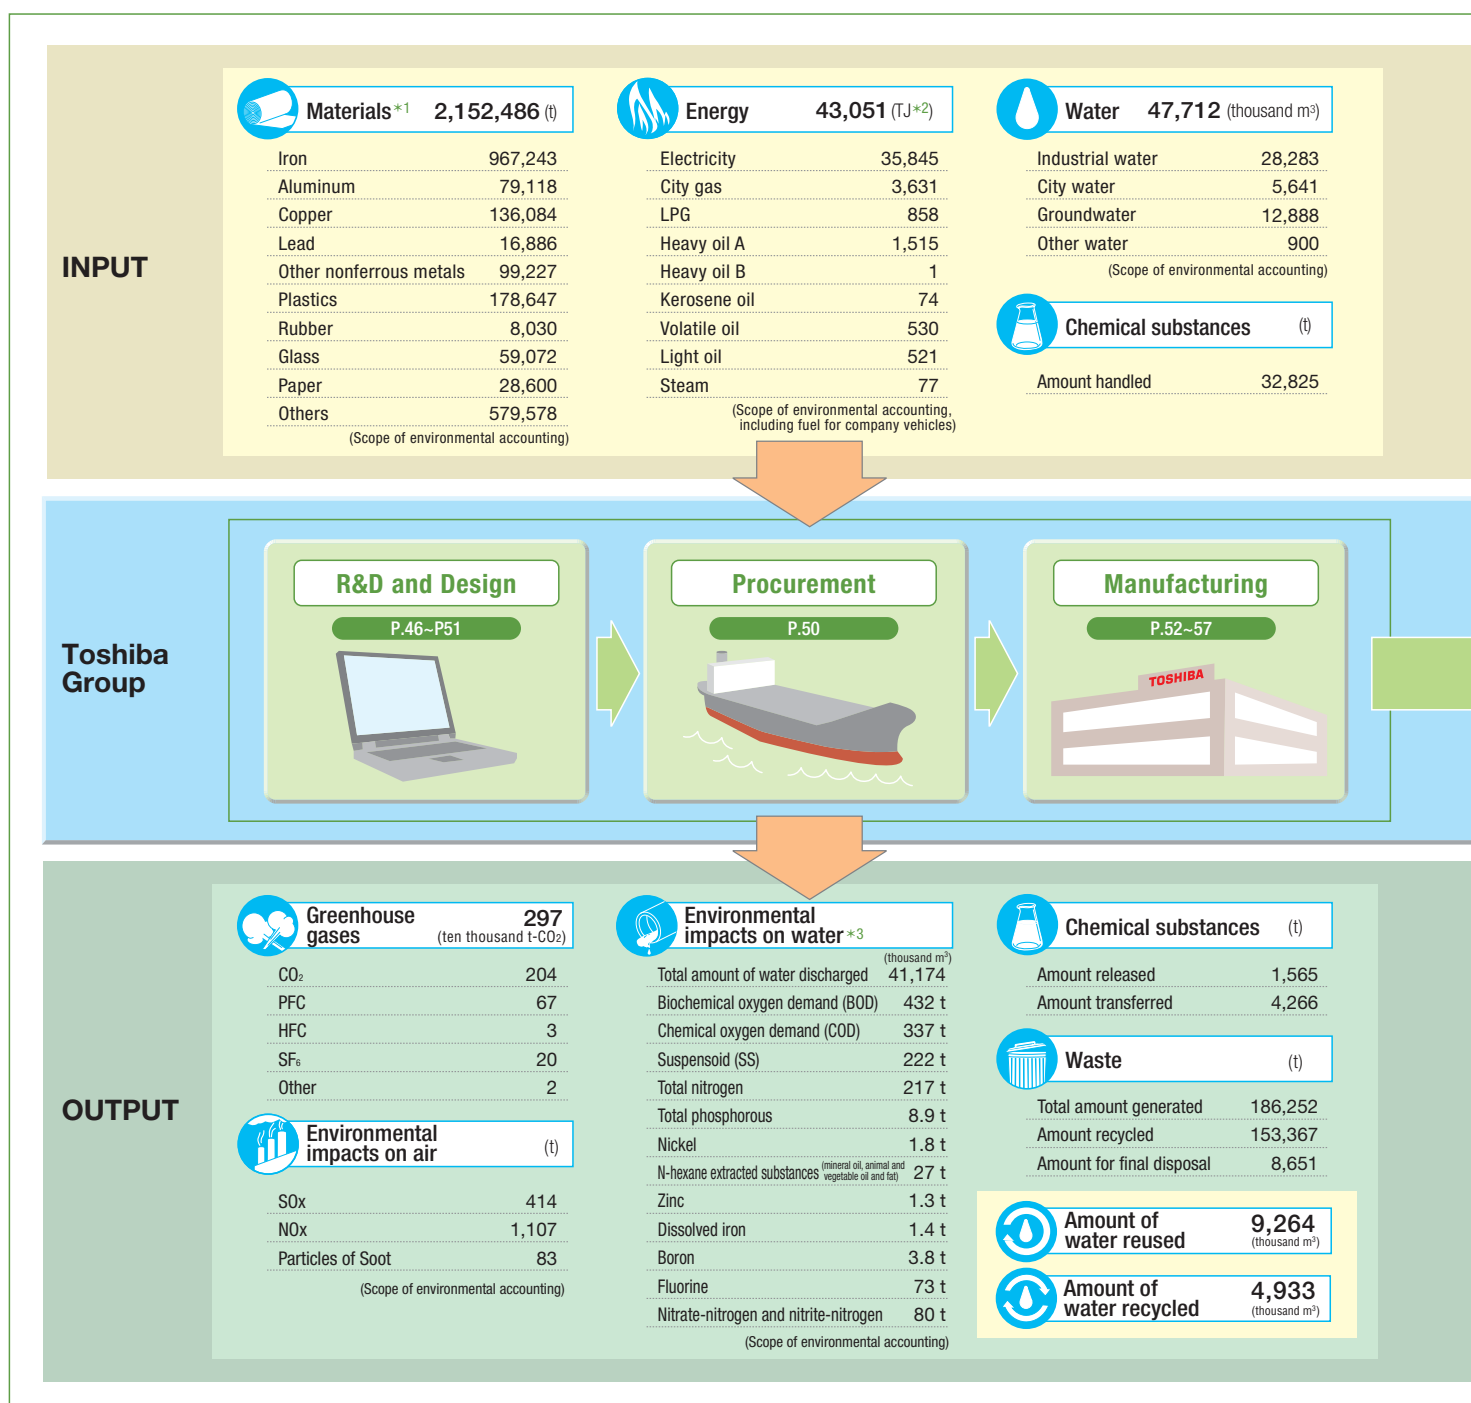 INPUT
Materials*1 2,152,486 (t)
Iron 967,243
Aluminum 79,118
Copper 136,084
Lead 16,886
Other nonferrous metals 99,227
Plastics 178,647
Rubber 8,030
Glass 59,072
Paper 28,600
Others 579,578
(Scope of environmental accounting)
Energy 43,051 (TJ*2)
Electricity 35,845
City gas 3,631
LPG 858
Heavy oil A 1,515
Heavy oil B 1
Kerosene oil 74
Volatile oil 530
Light oil 521
Steam 77
(Scope of environmental accounting,
including fuel for company vehicles)
Water 47,712 (thousand m³)
Industrial water 28,283
City water 5,641
Groundwater 12,888
Other water 900
(Scope of environmental accounting)
Chemical substances (t)
Amount handled 32,825
Toshiba
Group
R&D and Design
P.46~P51
Procurement
P.50
Manufacturing
P.52~57
TOSHIBA
OUTPUT
Greenhouse 297
gases (ten thousand t-CO₂)
CO₂ 204
PFC 67
HFC 3
SF₆ 20
Other 2
Environmental
impacts on air (t)
SOx 414
NOx 1,107
Particles of Soot 83
(Scope of environmental accounting)
Environmental
impacts on water*3
(thousand m³)
Total amount of water discharged 41,174
Biochemical oxygen demand (BOD) 432 t
Chemical oxygen demand (COD) 337 t
Suspensoid (SS) 222 t
Total nitrogen 217 t
Total phosphorous 8.9 t
Nickel 1.8 t
N-hexane extracted substances (mineral oil, animal and vegetable oil and fat) 27 t
Zinc 1.3 t
Dissolved iron 1.4 t
Boron 3.8 t
Fluorine 73 t
Nitrate-nitrogen and nitrite-nitrogen 80 t
(Scope of environmental accounting)
Chemical substances (t)
Amount released 1,565
Amount transferred 4,266
Waste (t)
Total amount generated 186,252
Amount recycled 153,367
Amount for final disposal 8,651
Amount of 9,264
water reused (thousand m³)
Amount of 4,933
water recycled (thousand m³)